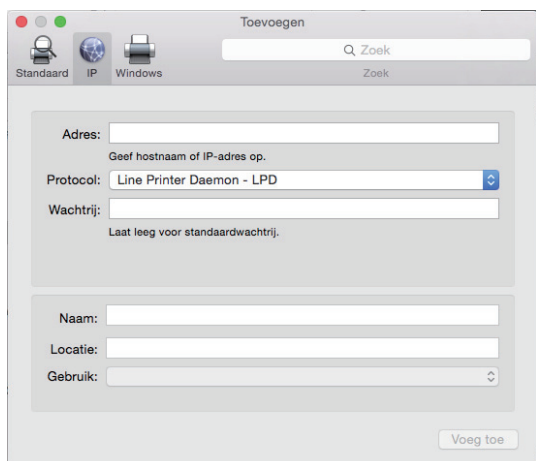 Toevoegen
Standaard IP Windows
Zoek
Zoek
Adres:
Geef hostnaam of IP-adres op.
Protocol: Line Printer Daemon - LPD
Wachtrij:
Laat leeg voor standaardwachtrij.
Naam:
Locatie:
Gebruik:
Voeg toe